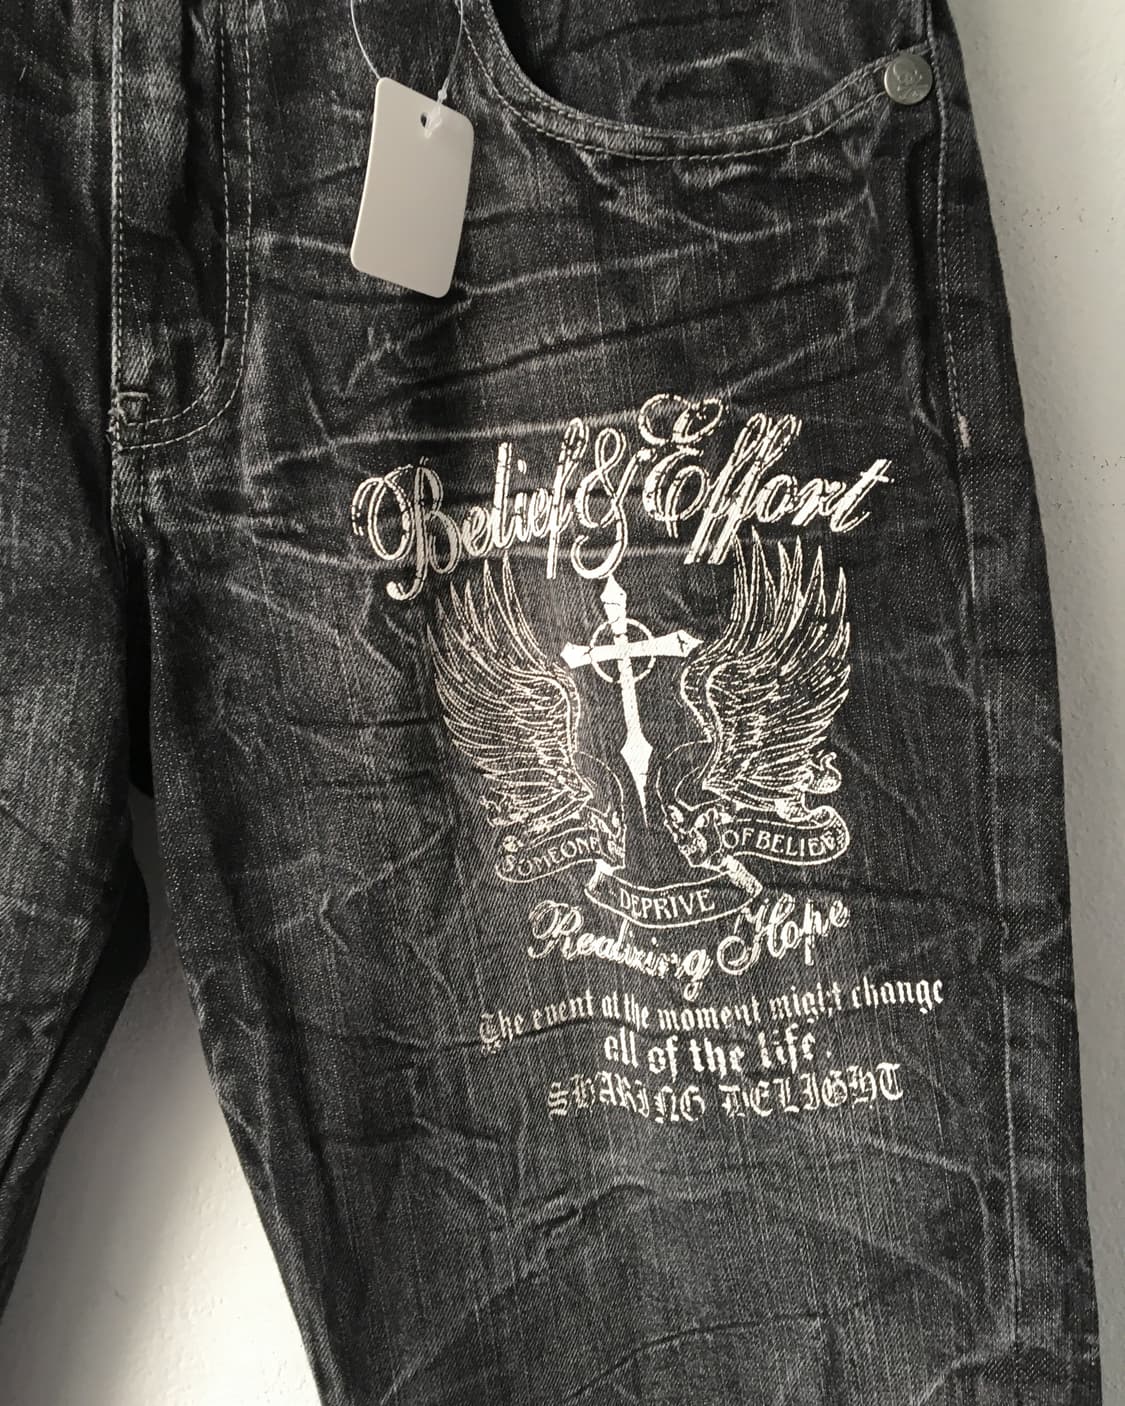 Belief & Effort
SOMEONE
OF BELIEVE
DEPRIVE
Realizing Hope
The event at the moment might change
all of the life.
SHARING DELIGHT